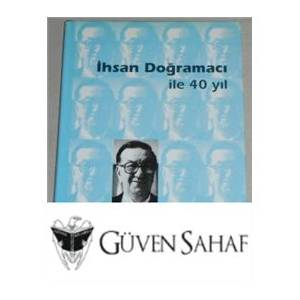 İhsan Doğramacı
ile 40 yıl
GÜVEN SAHAF